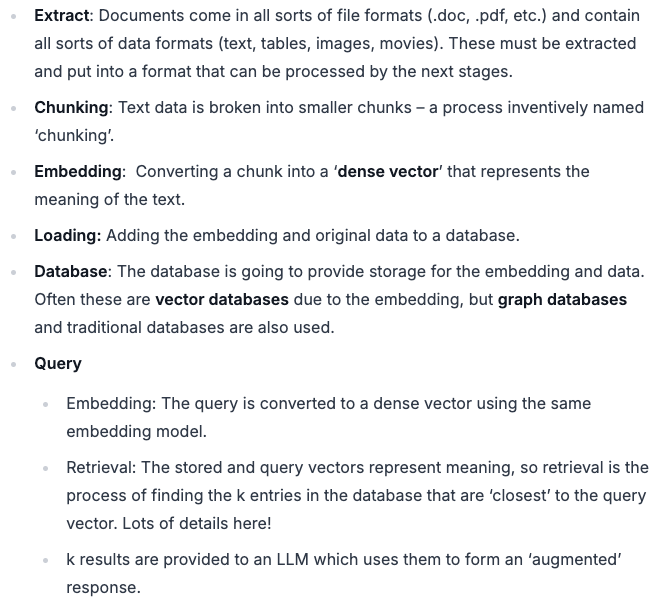 Extract: Documents come in all sorts of file formats (.doc, .pdf, etc.) and contain
all sorts of data formats (text, tables, images, movies). These must be extracted
and put into a format that can be processed by the next stages.
Chunking: Text data is broken into smaller chunks – a process inventively named
‘chunking’.
Embedding:  Converting a chunk into a ‘dense vector’ that represents the
meaning of the text.
Loading: Adding the embedding and original data to a database.
Database: The database is going to provide storage for the embedding and data.
Often these are vector databases due to the embedding, but graph databases
and traditional databases are also used.
Query
Embedding: The query is converted to a dense vector using the same
embedding model.
Retrieval: The stored and query vectors represent meaning, so retrieval is the
process of finding the k entries in the database that are ‘closest’ to the query
vector. Lots of details here!
k results are provided to an LLM which uses them to form an ‘augmented’
response.